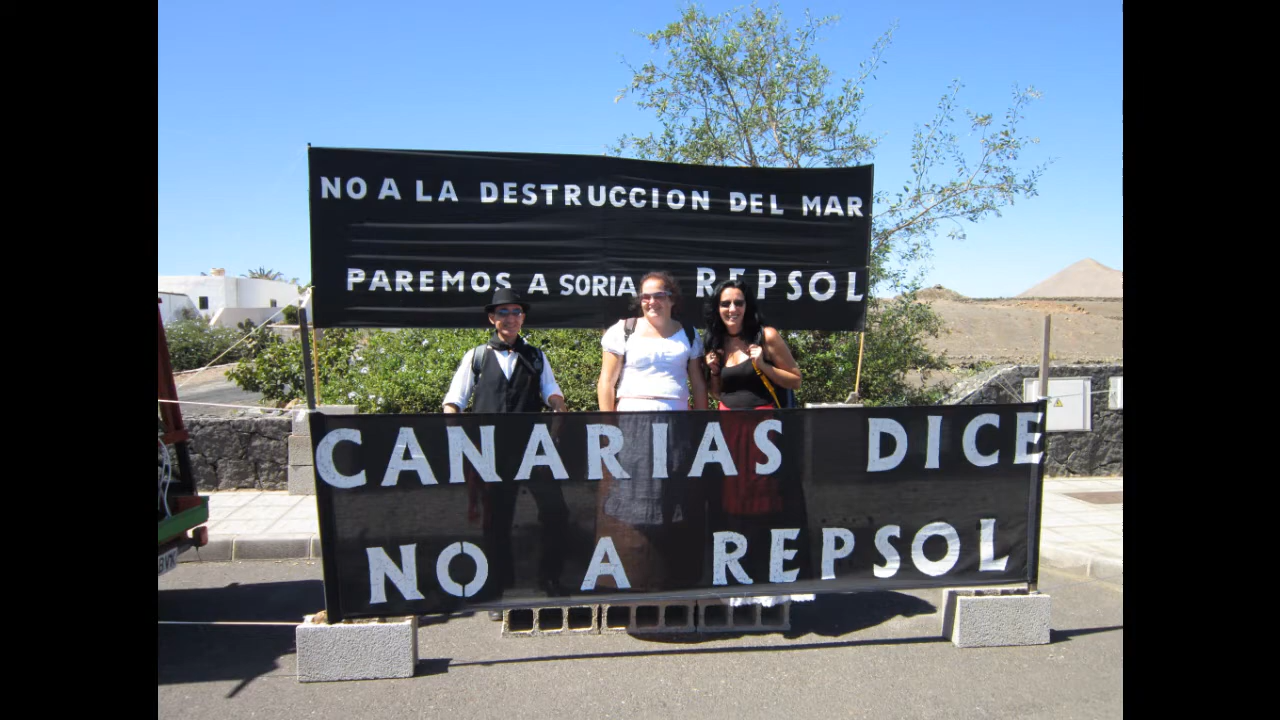 NO A LA DESTRUCCION DEL MAR
PAREMOS A SORIA REPSOL
CANARIAS DICE
NO A REPSOL